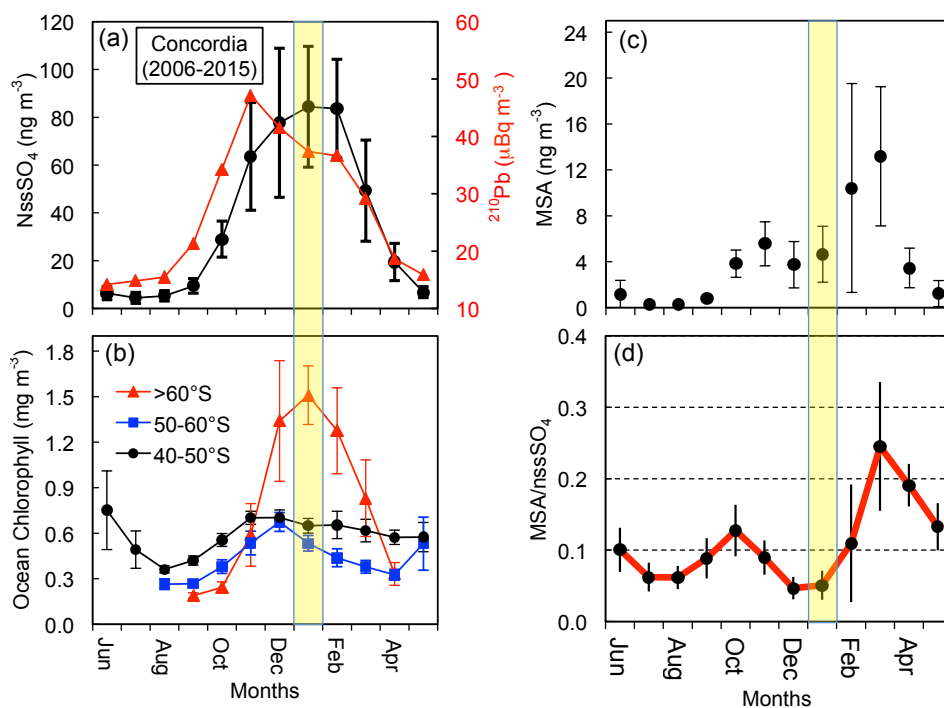 (a)
Concordia
(2006-2015)
NssSO₄ (ng m⁻³)
120
100
80
60
40
20
0
60
50
40
30
20
10
²¹⁰Pb (µBq m⁻³)
(b)
>60°S
50-60°S
40-50°S
Ocean Chlorophyll (mg m⁻³)
1.8
1.5
1.2
0.9
0.6
0.3
0.0
Jun
Aug
Oct
Dec
Feb
Apr
Months
(c)
MSA (ng m⁻³)
24
20
16
12
8
4
0
(d)
MSA/nssSO₄
0.4
0.3
0.2
0.1
0.0
Jun
Aug
Oct
Dec
Feb
Apr
Months